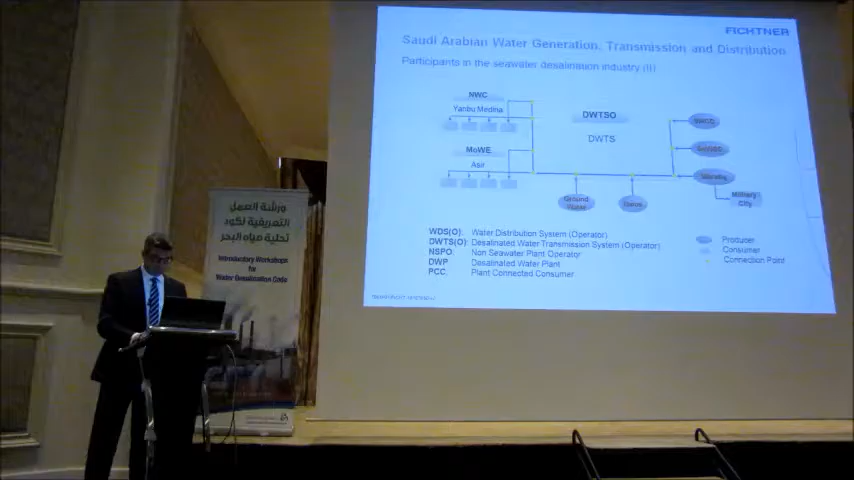 FICHTNER
Saudi Arabian Water Generation, Transmission and Distribution
Participants in the seawater desalination industry (II)
NWC
Yanbu Medina
DWTSO
DWTS
MoWE
Asir
Ground
Water
Dams
Military
City
WDS(O): Water Distribution System (Operator)
DWTS(O): Desalinated Water Transmission System (Operator)
NSPO: Non Seawater Plant Operator
DWP Desalinated Water Plant
PCC: Plant Connected Consumer
Producer
Consumer
Connection Point
ورشة العمل
التعريفية لكود
تحلية مياه البحر
Introductory Workshops
for
Water Desalination Code